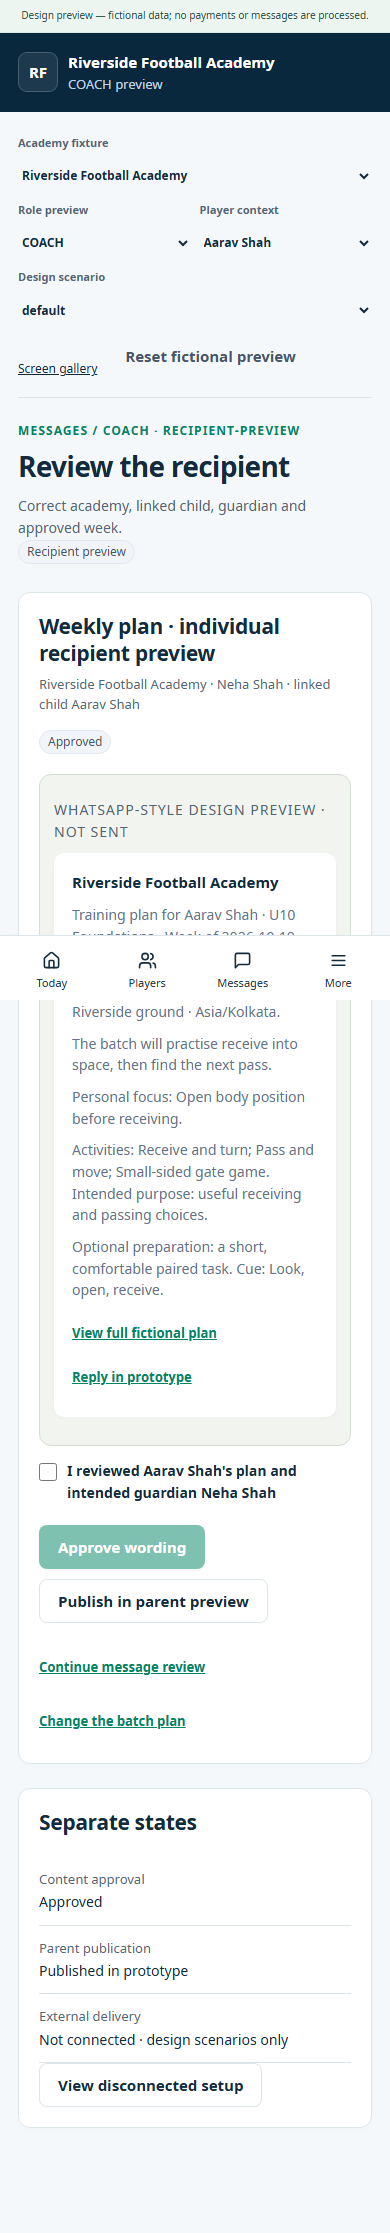 Design preview — fictional data; no payments or messages are processed.
RF
Riverside Football Academy
COACH preview
Academy fixture
Riverside Football Academy
Role preview
Player context
COACH
Aarav Shah
Design scenario
default
Screen gallery
Reset fictional preview
MESSAGES / COACH · RECIPIENT-PREVIEW
Review the recipient
Correct academy, linked child, guardian and
approved week.
Recipient preview
Weekly plan · individual
recipient preview
Riverside Football Academy · Neha Shah · linked
child Aarav Shah
Approved
WHATSAPP-STYLE DESIGN PREVIEW ·
NOT SENT
Riverside Football Academy
Training plan for Aarav Shah · U10
Foundations · Week of 2026-10-19
Today
Players
Messages
More
Riverside ground · Asia/Kolkata.
The batch will practise receive into
space, then find the next pass.
Personal focus: Open body position
before receiving.
Activities: Receive and turn; Pass and
move; Small-sided gate game.
Intended purpose: useful receiving
and passing choices.
Optional preparation: a short,
comfortable paired task. Cue: Look,
open, receive.
View full fictional plan
Reply in prototype
I reviewed Aarav Shah's plan and
intended guardian Neha Shah
Approve wording
Publish in parent preview
Continue message review
Change the batch plan
Separate states
Content approval
Approved
Parent publication
Published in prototype
External delivery
Not connected · design scenarios only
View disconnected setup